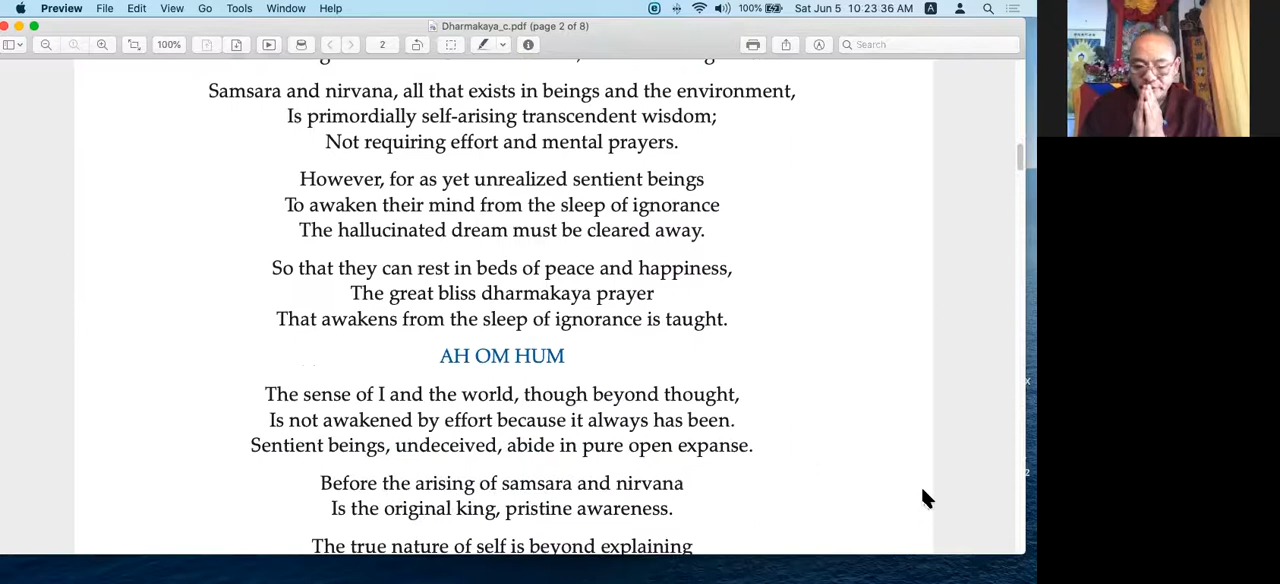 Preview File Edit View Go Tools Window Help 100% Sat Jun 5 10:23:36 AM A
Dharmakaya_c.pdf (page 2 of 8)
100% 2 Search
Samsara and nirvana, all that exists in beings and the environment,
Is primordially self-arising transcendent wisdom;
Not requiring effort and mental prayers.
However, for as yet unrealized sentient beings
To awaken their mind from the sleep of ignorance
The hallucinated dream must be cleared away.
So that they can rest in beds of peace and happiness,
The great bliss dharmakaya prayer
That awakens from the sleep of ignorance is taught.
AH OM HUM
The sense of I and the world, though beyond thought,
Is not awakened by effort because it always has been.
Sentient beings, undeceived, abide in pure open expanse.
Before the arising of samsara and nirvana
Is the original king, pristine awareness.
The true nature of self is beyond explaining